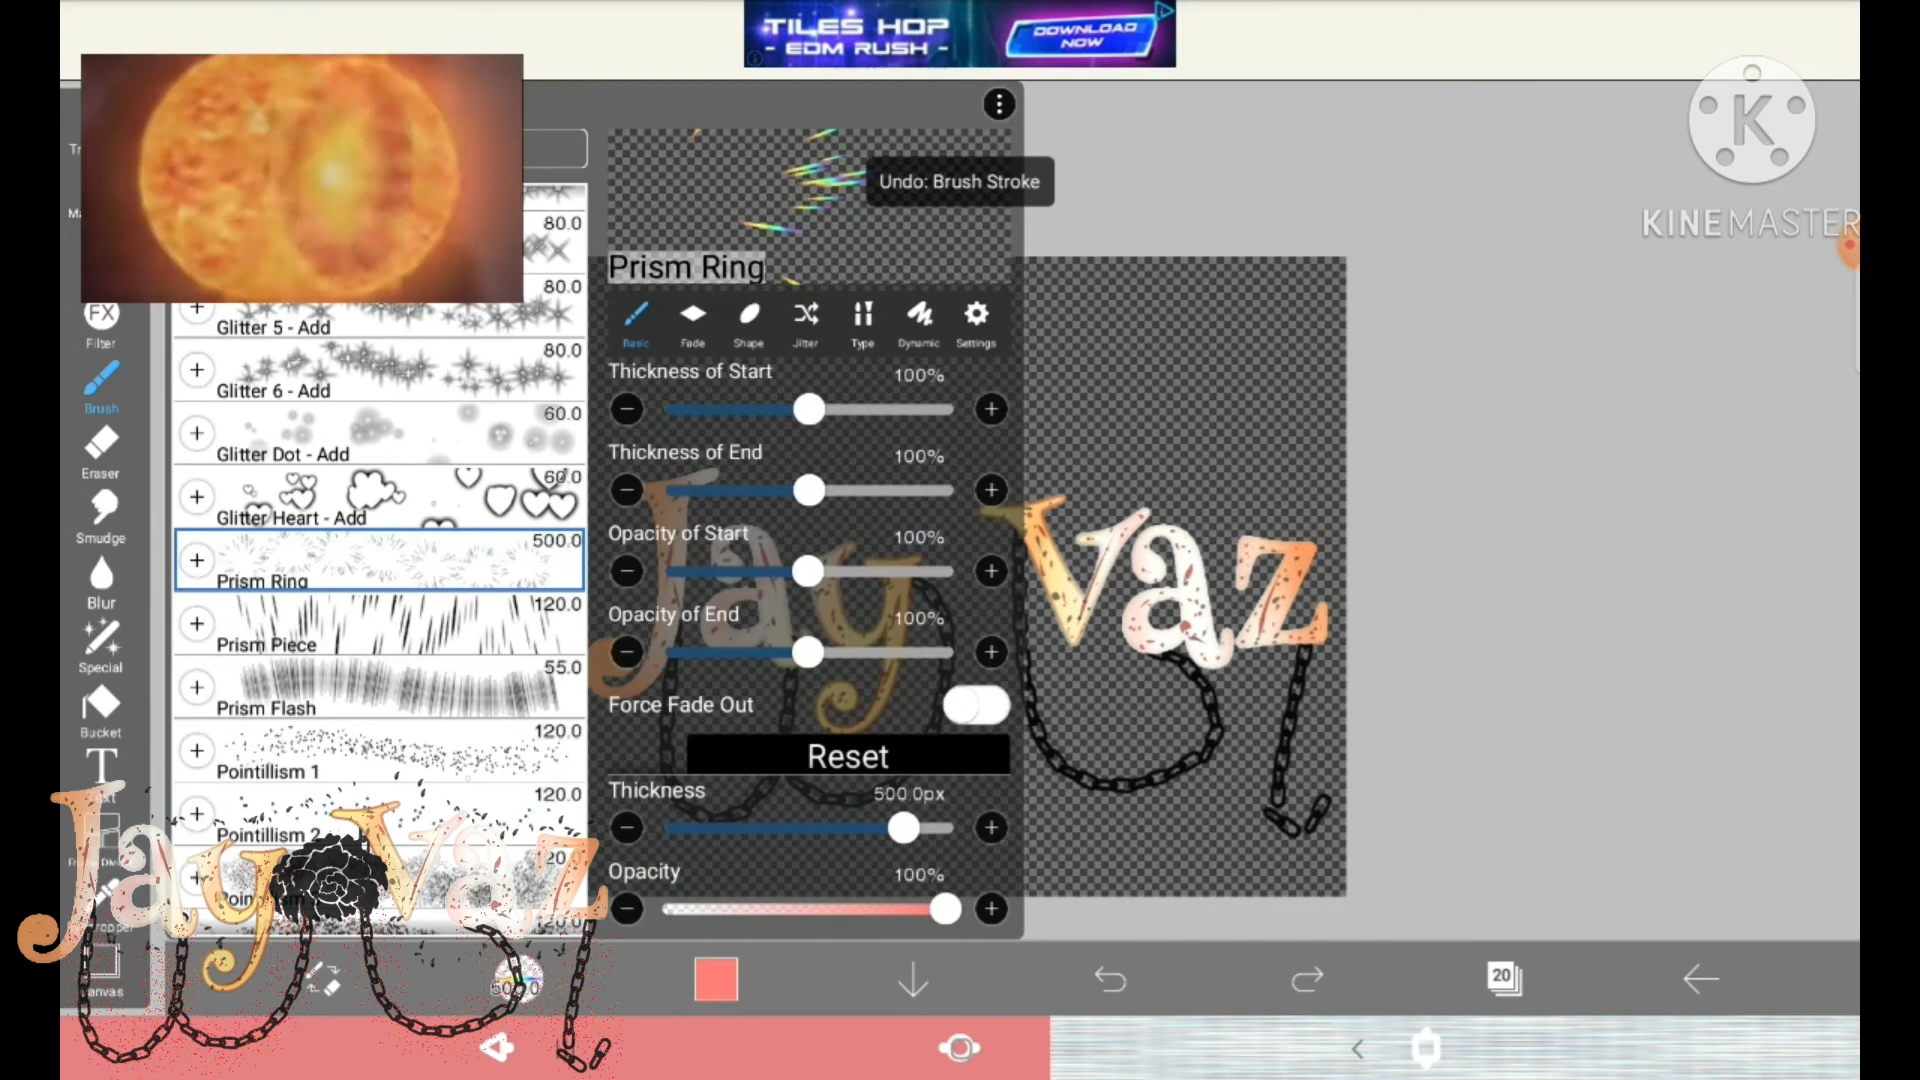 TILES HOP
- EDM RUSH -
DOWNLOAD
NOW
K
KINEMASTER
Undo: Brush Stroke
Prism Ring
Basic
Fade
Shape
Jitter
Type
Dynamic
Settings
Thickness of Start
100%
Thickness of End
100%
Opacity of Start
100%
Opacity of End
100%
Force Fade Out
Reset
Thickness
500.0px
Opacity
100%
80.0
80.0
Glitter 5 - Add
80.0
Glitter 6 - Add
60.0
Glitter Dot - Add
60.0
Glitter Heart - Add
500.0
Prism Ring
120.0
Prism Piece
55.0
Prism Flash
120.0
Pointillism 1
120.0
Pointillism 2
FX
Filter
Brush
Eraser
Smudge
Blur
Special
Bucket
T
Jay Vaz
Jay Vaz
20